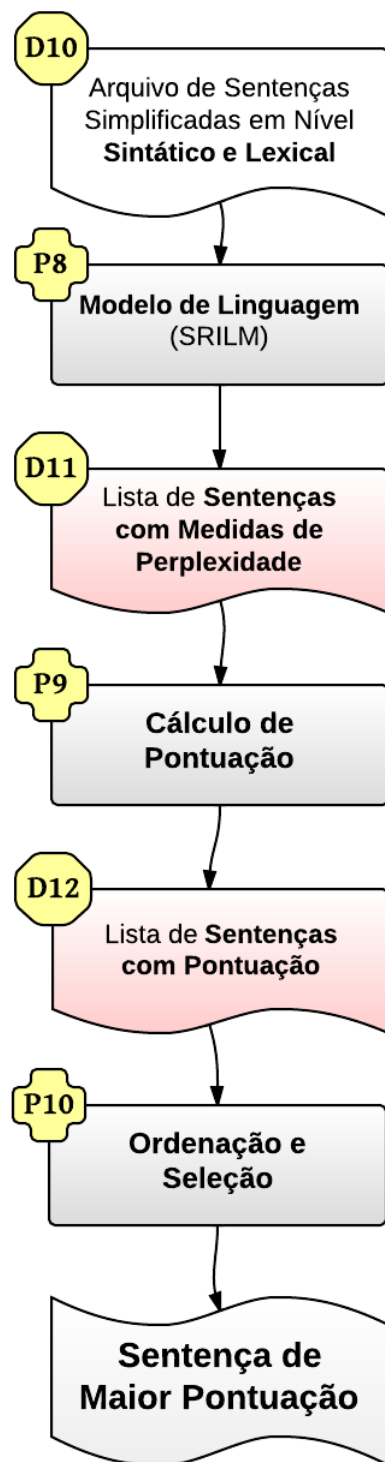 D10
Arquivo de Sentenças
Simplificadas em Nível
Sintático e Lexical
P8
Modelo de Linguagem
(SRILM)
D11
Lista de Sentenças
com Medidas de
Perplexidade
P9
Cálculo de
Pontuação
D12
Lista de Sentenças
com Pontuação
P10
Ordenação e
Seleção
Sentença de
Maior Pontuação